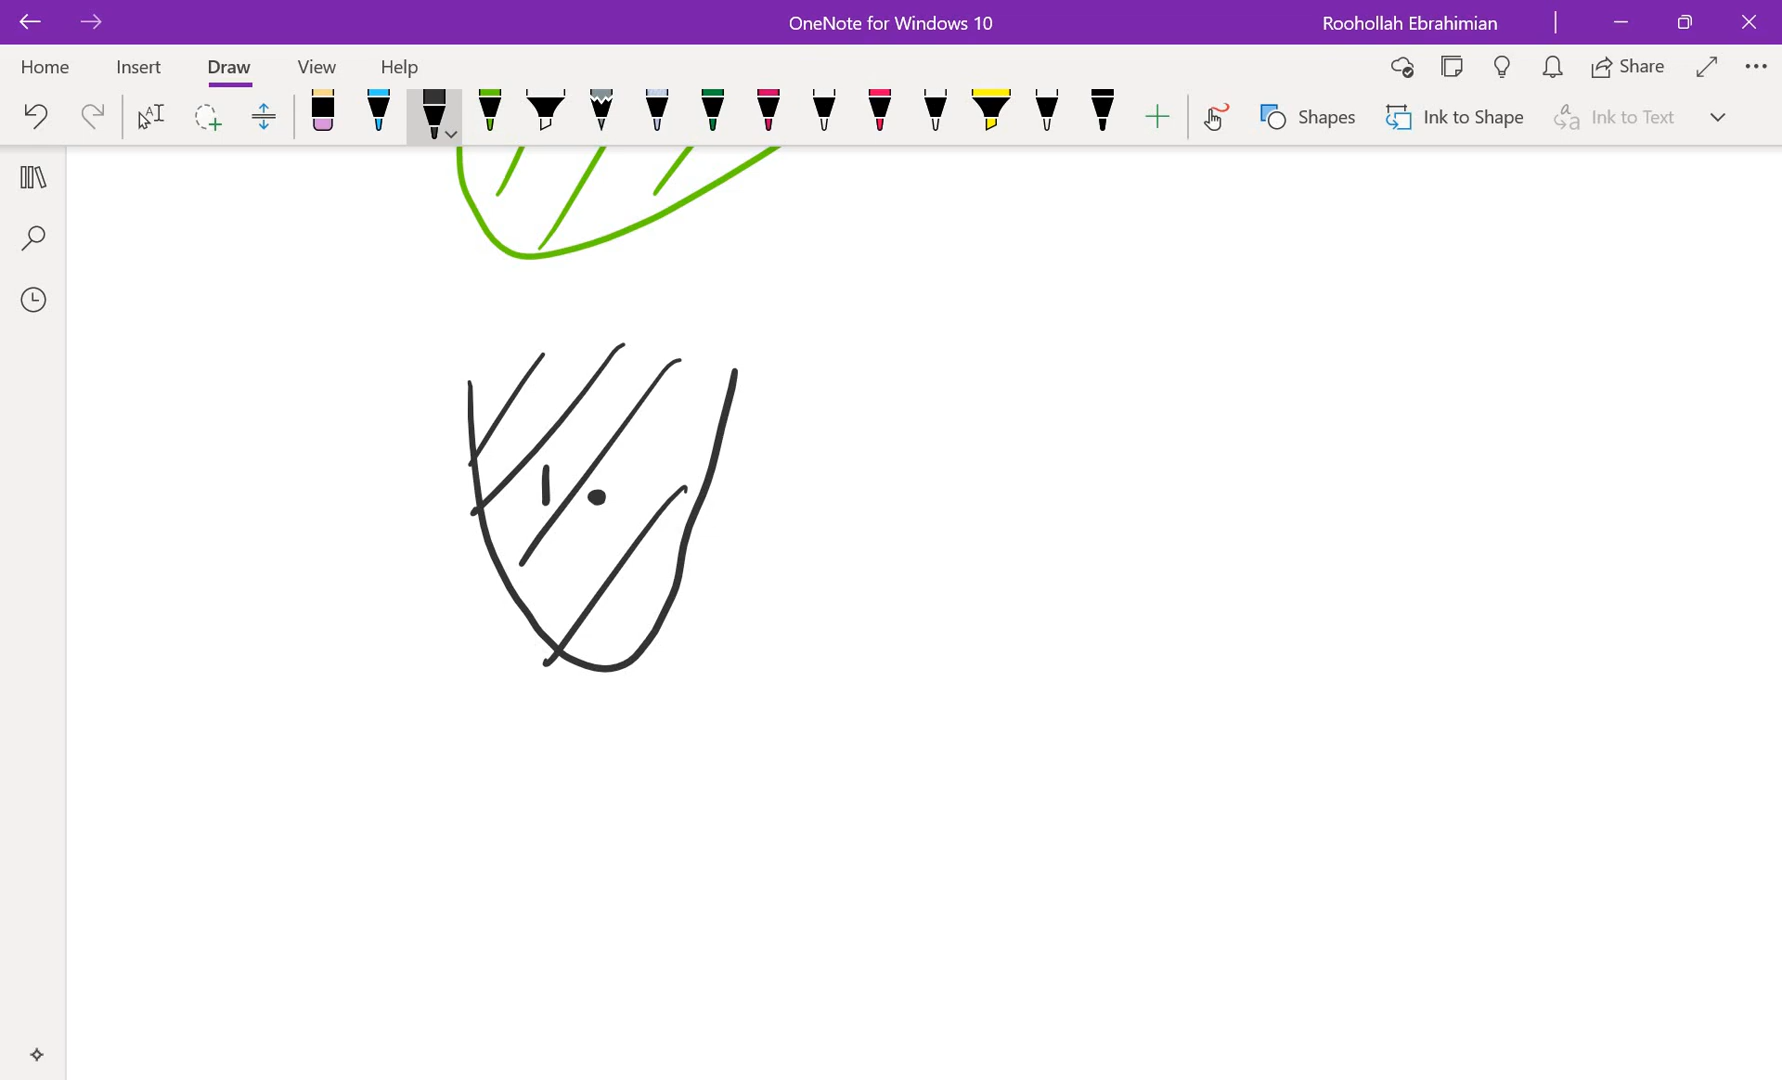 OneNote for Windows 10
Roohollah Ebrahimian
Home Insert Draw View Help
Share
Shapes
Ink to Shape
Ink to Text